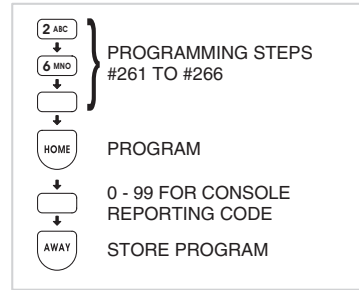 2 ABC
6 MNO
PROGRAMMING STEPS
#261 TO #266
HOME PROGRAM
0 - 99 FOR CONSOLE
REPORTING CODE
AWAY STORE PROGRAM